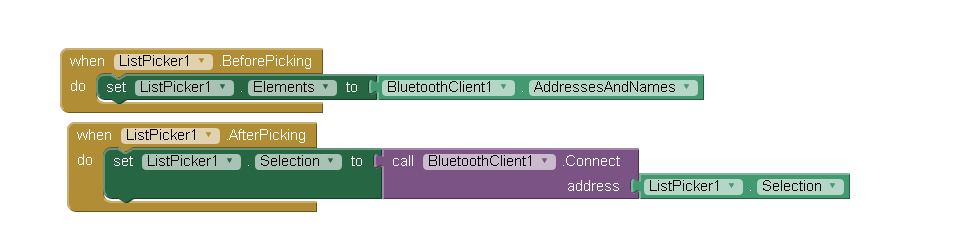 when ListPicker1 .BeforePicking
do set ListPicker1 . Elements to BluetoothClient1 . AddressesAndNames
when ListPicker1 .AfterPicking
do set ListPicker1 . Selection to call BluetoothClient1 .Connect
address ListPicker1 . Selection